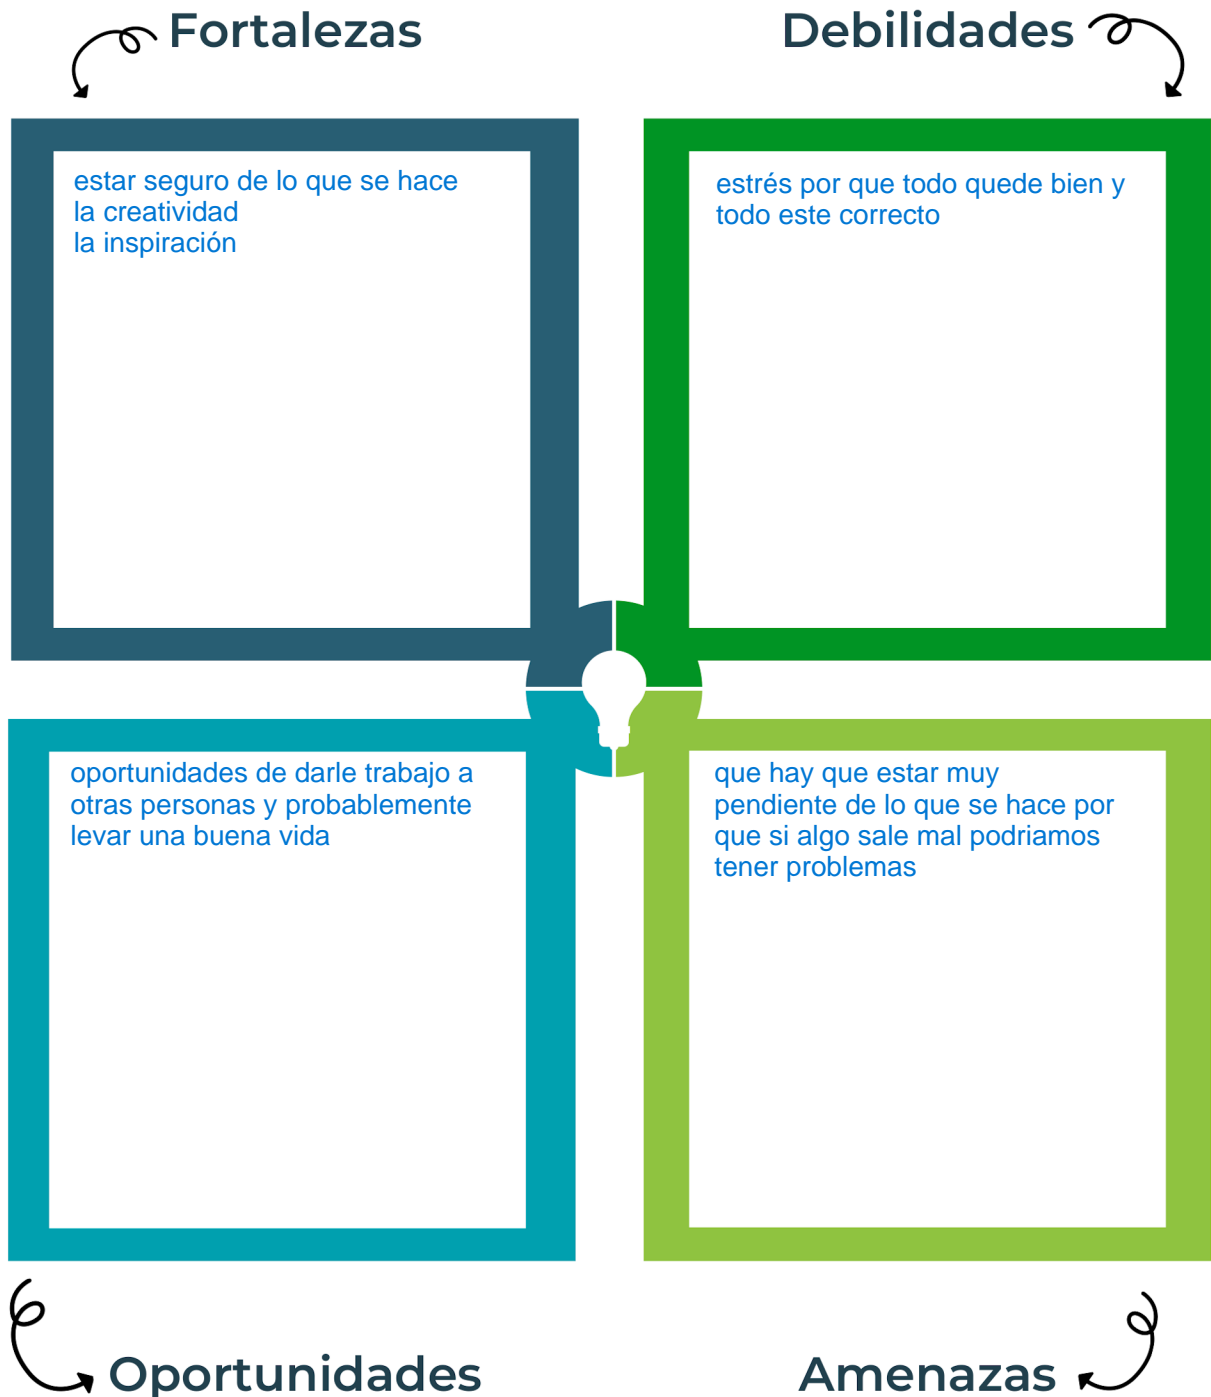 Fortalezas
Debilidades
estar seguro de lo que se hace
la creatividad
la inspiración
estrés por que todo quede bien y
todo este correcto
oportunidades de darle trabajo a
otras personas y probablemente
levar una buena vida
que hay que estar muy
pendiente de lo que se hace por
que si algo sale mal podriamos
tener problemas
Oportunidades
Amenazas